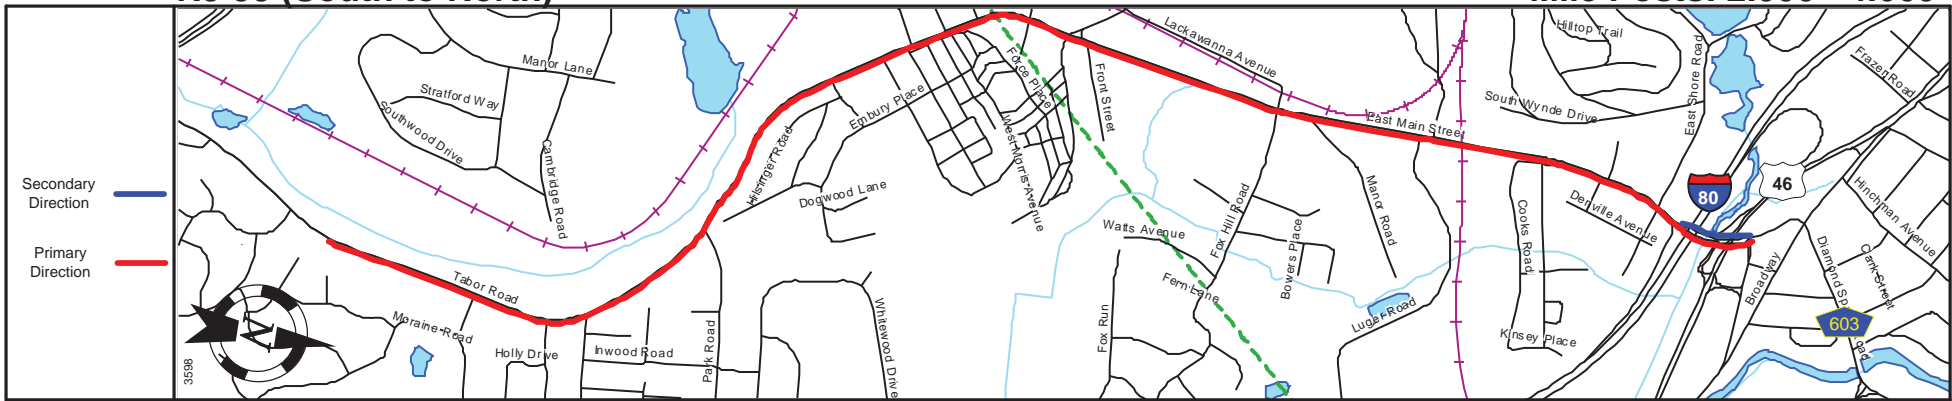 Secondary
Direction
Primary
Direction
Manor Lane
Stratford Way
Southwood Drive
Cambridge Road
Tabor Road
Moraine Road
Holly Drive
Inwood Road
Park Road
Whitewood Drive
Hilsinger Road
Embury Place
Dogwood Lane
Force Place
West Morris Avenue
Front Street
Lackawanna Avenue
East Main Street
Watts Avenue
Fern Lane
Fox Run
Fox Hill Road
Bowers Place
Manor Road
Luger Road
South Wynde Drive
Hilltop Trail
East Shore Road
Cooks Road
Kinsey Place
Denville Avenue
80
46
Frazer Road
Hinchman Avenue
Broadway
Clark Street
603
N
3598